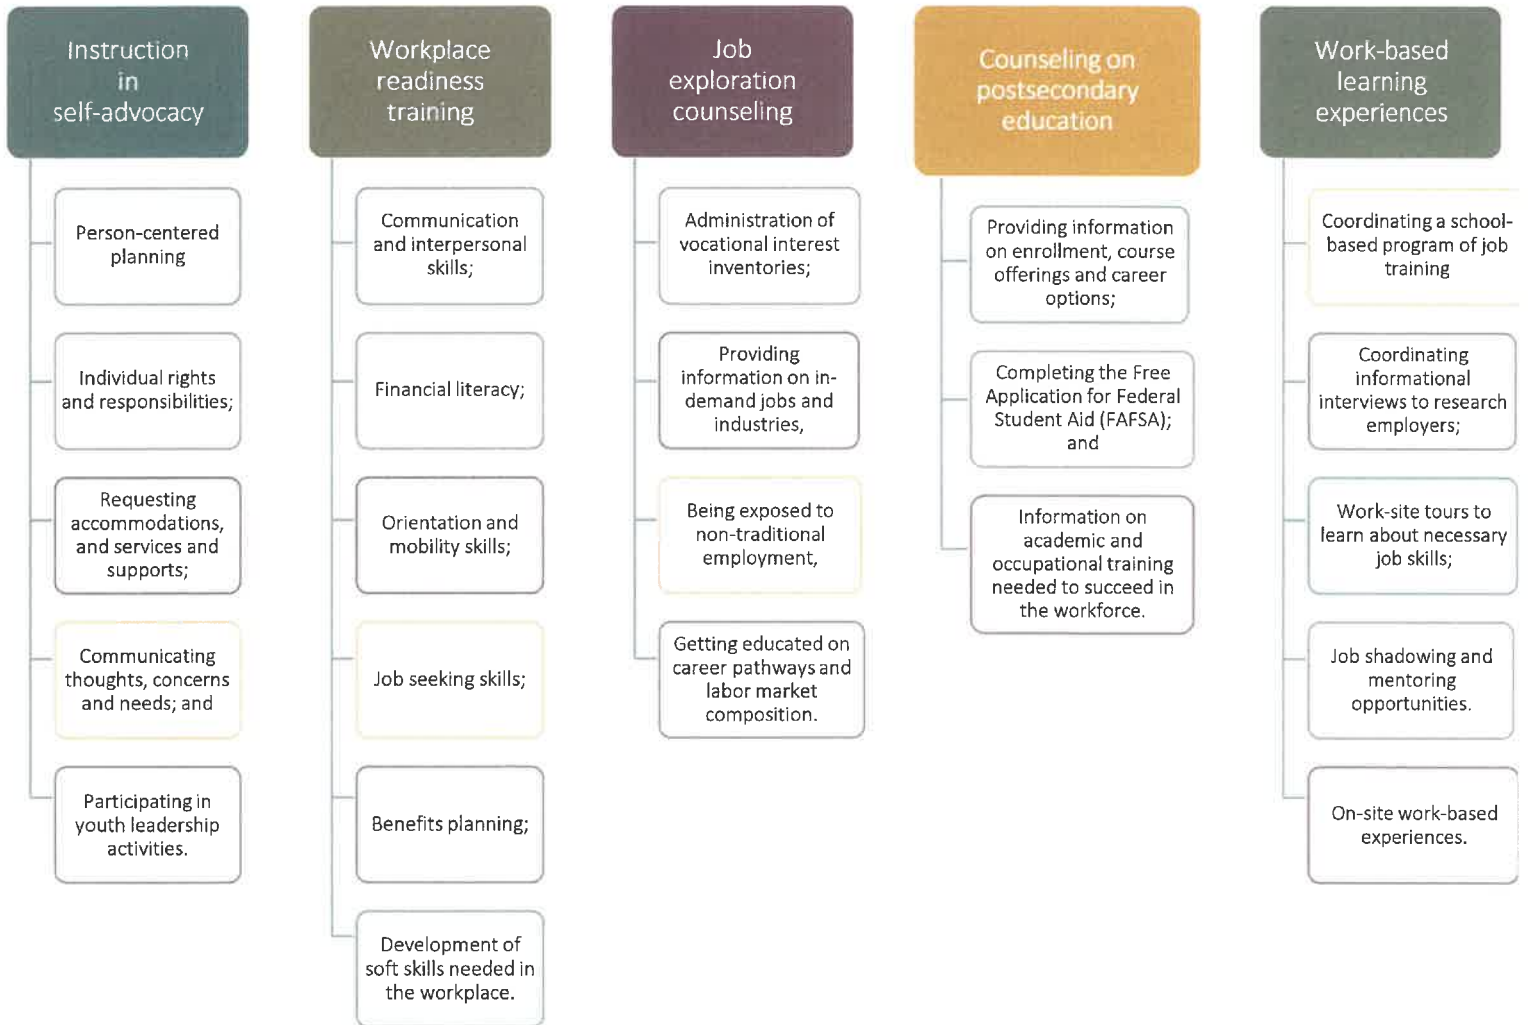 Instruction
in
self-advocacy
Person-centered
planning
Individual rights
and responsibilities;
Requesting
accommodations,
and services and
supports;
Communicating
thoughts, concerns
and needs; and
Participating in
youth leadership
activities.
Workplace
readiness
training
Communication
and interpersonal
skills;
Financial literacy;
Orientation and
mobility skills;
Job seeking skills;
Benefits planning;
Development of
soft skills needed in
the workplace.
Job
exploration
counseling
Administration of
vocational interest
inventories;
Providing
information on in-
demand jobs and
industries,
Being exposed to
non-traditional
employment,
Getting educated on
career pathways and
labor market
composition.
Counseling on
postsecondary
education
Providing information
on enrollment, course
offerings and career
options;
Completing the Free
Application for Federal
Student Aid (FAFSA);
and
Information on
academic and
occupational training
needed to succeed in
the workforce.
Work-based
learning
experiences
Coordinating a school-
based program of job
training
Coordinating
informational
interviews to research
employers;
Work-site tours to
learn about necessary
job skills;
Job shadowing and
mentoring
opportunities.
On-site work-based
experiences.